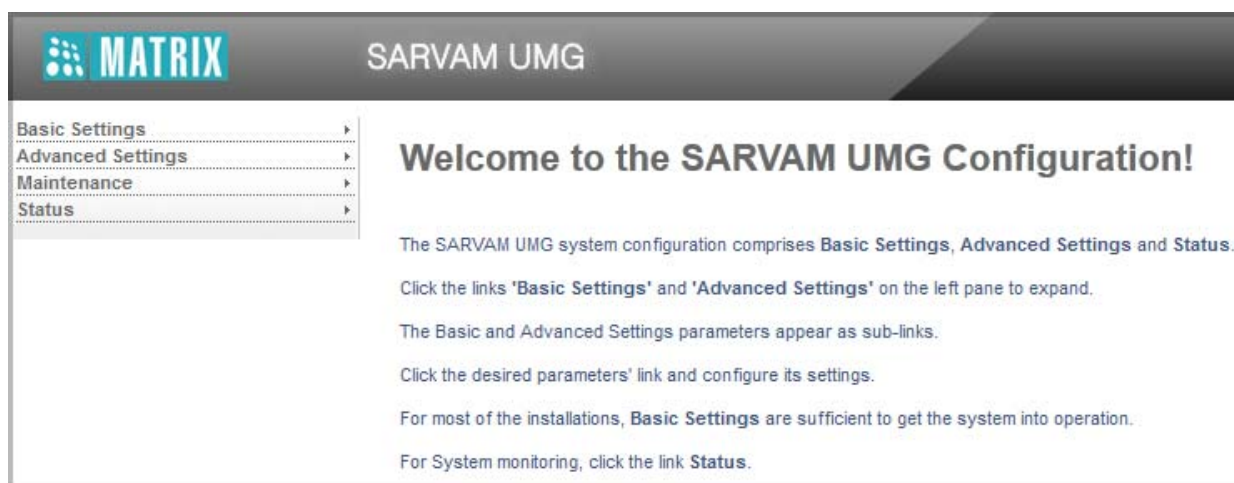 MATRIX
SARVAM UMG
Basic Settings
Advanced Settings
Maintenance
Status
Welcome to the SARVAM UMG Configuration!
The SARVAM UMG system configuration comprises Basic Settings, Advanced Settings and Status.
Click the links 'Basic Settings' and 'Advanced Settings' on the left pane to expand.
The Basic and Advanced Settings parameters appear as sub-links.
Click the desired parameters' link and configure its settings.
For most of the installations, Basic Settings are sufficient to get the system into operation.
For System monitoring, click the link Status.